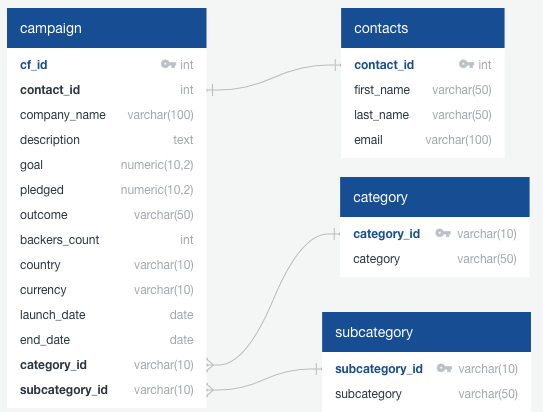 campaign
cf_id int
contact_id int
company_name varchar(100)
description text
goal numeric(10,2)
pledged numeric(10,2)
outcome varchar(50)
backers_count int
country varchar(10)
currency varchar(10)
launch_date date
end_date date
category_id varchar(10)
subcategory_id varchar(10)
contacts
contact_id int
first_name varchar(50)
last_name varchar(50)
email varchar(100)
category
category_id varchar(10)
category varchar(50)
subcategory
subcategory_id varchar(10)
subcategory varchar(50)